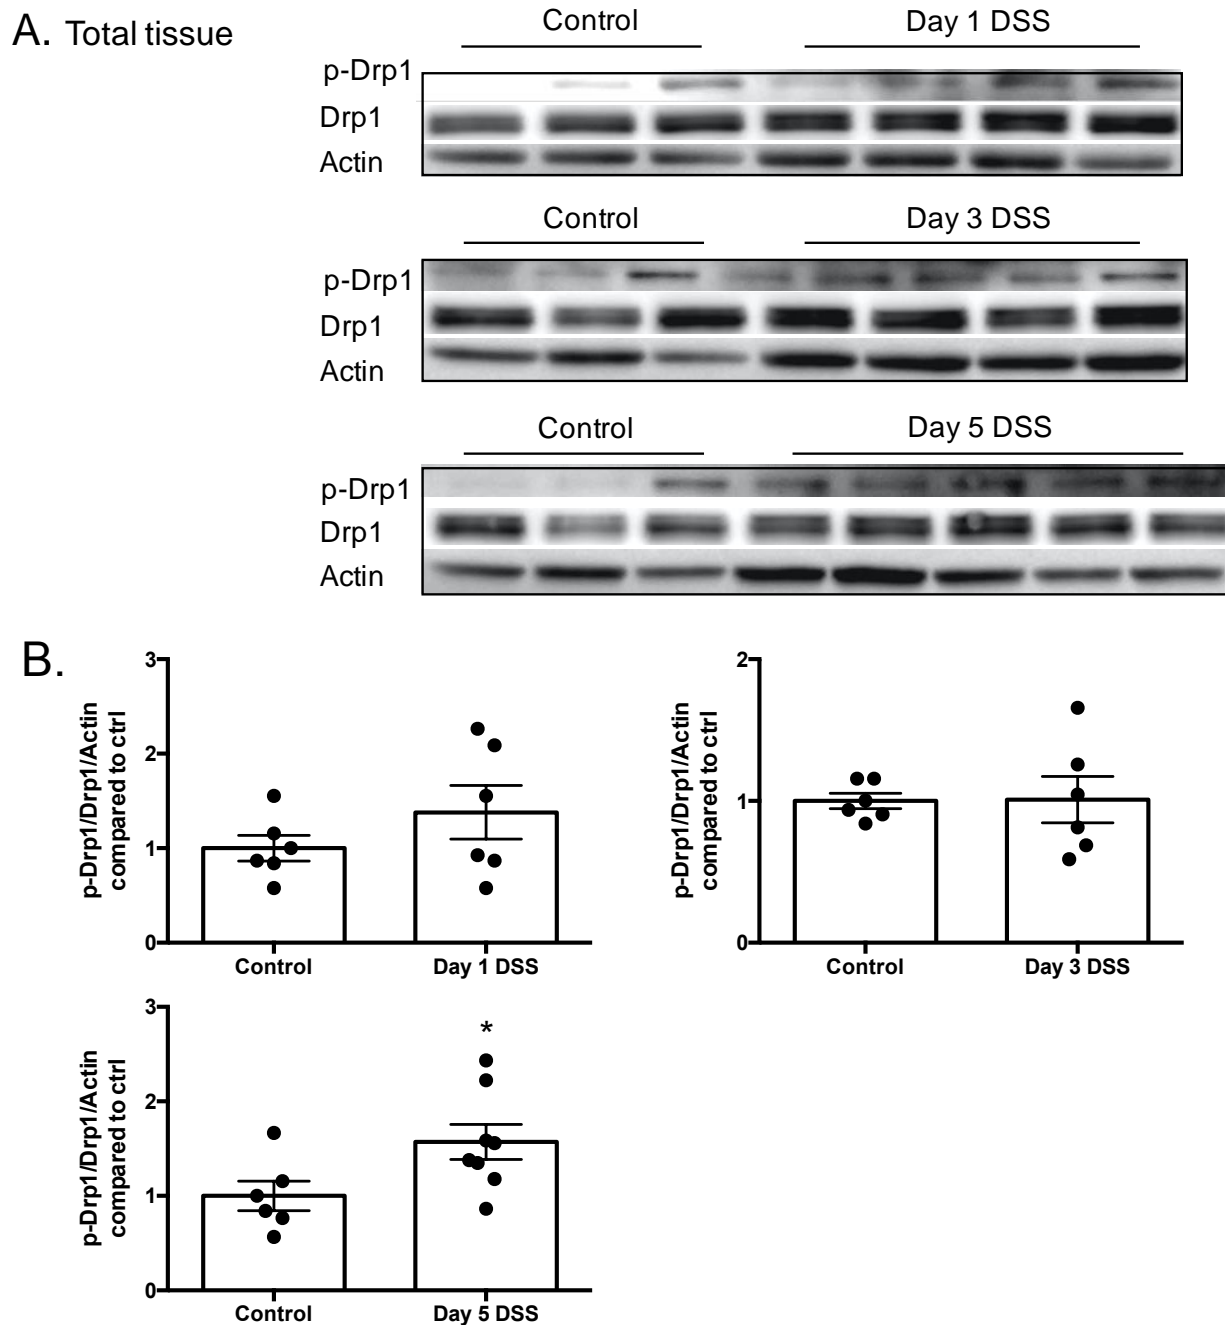 A. Total tissue
Control
Day 1 DSS
p-Drp1
Drp1
Actin
Control
Day 3 DSS
p-Drp1
Drp1
Actin
Control
Day 5 DSS
p-Drp1
Drp1
Actin
B.
p-Drp1/Drp1/Actin
compared to ctrl
3
2
1
0
Control
Day 1 DSS
p-Drp1/Drp1/Actin
compared to ctrl
2
1
0
Control
Day 3 DSS
p-Drp1/Drp1/Actin
compared to ctrl
3
2
1
0
*
Control
Day 5 DSS